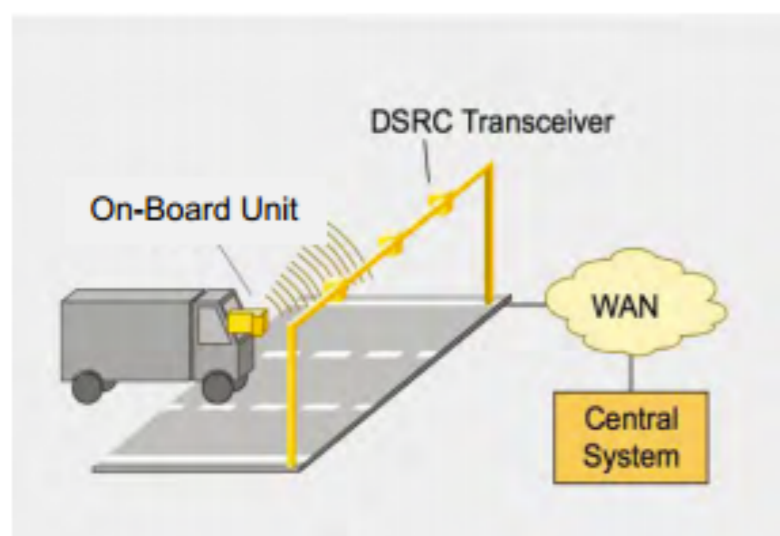 DSRC Transceiver
On-Board Unit
WAN
Central
System